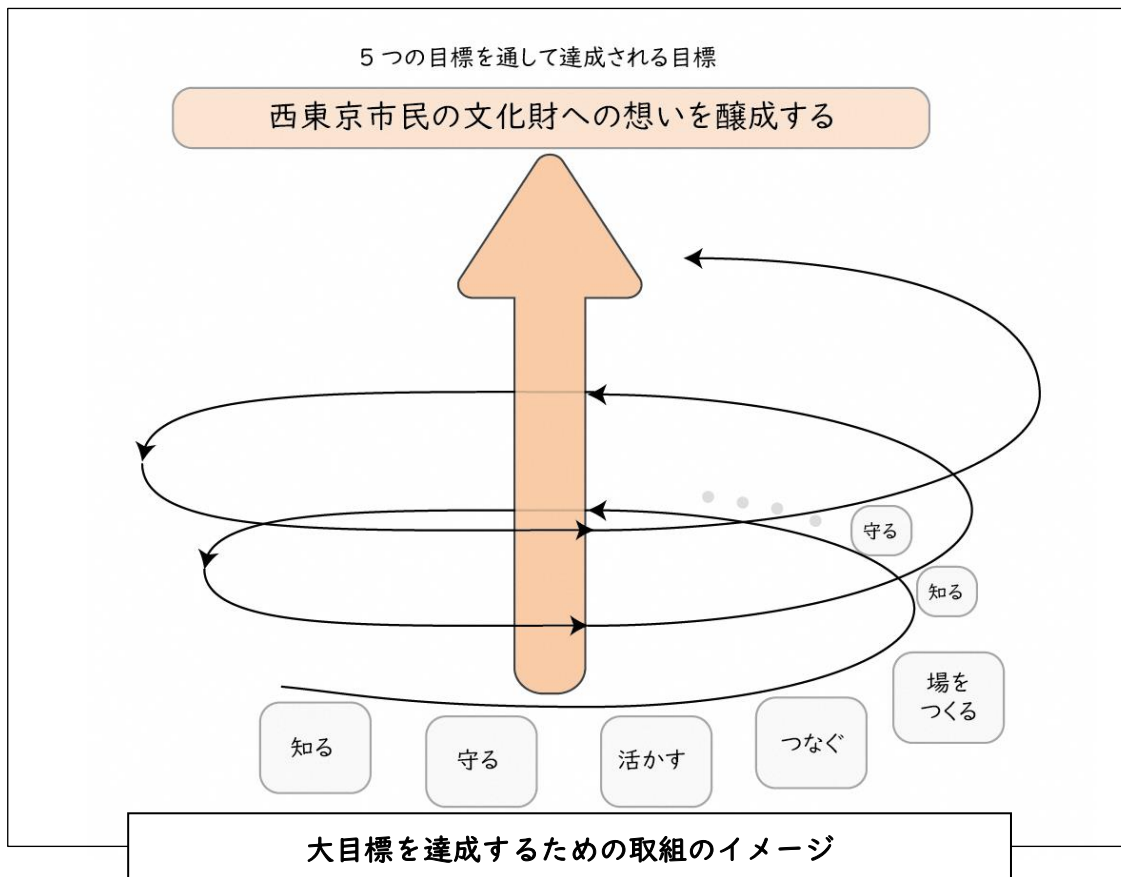 5つの目標を通して達成される目標
西東京市民の文化財への想いを醸成する
守る
知る
場を
つくる
つなぐ
知る
守る
活かす
大目標を達成するための取組のイメージ